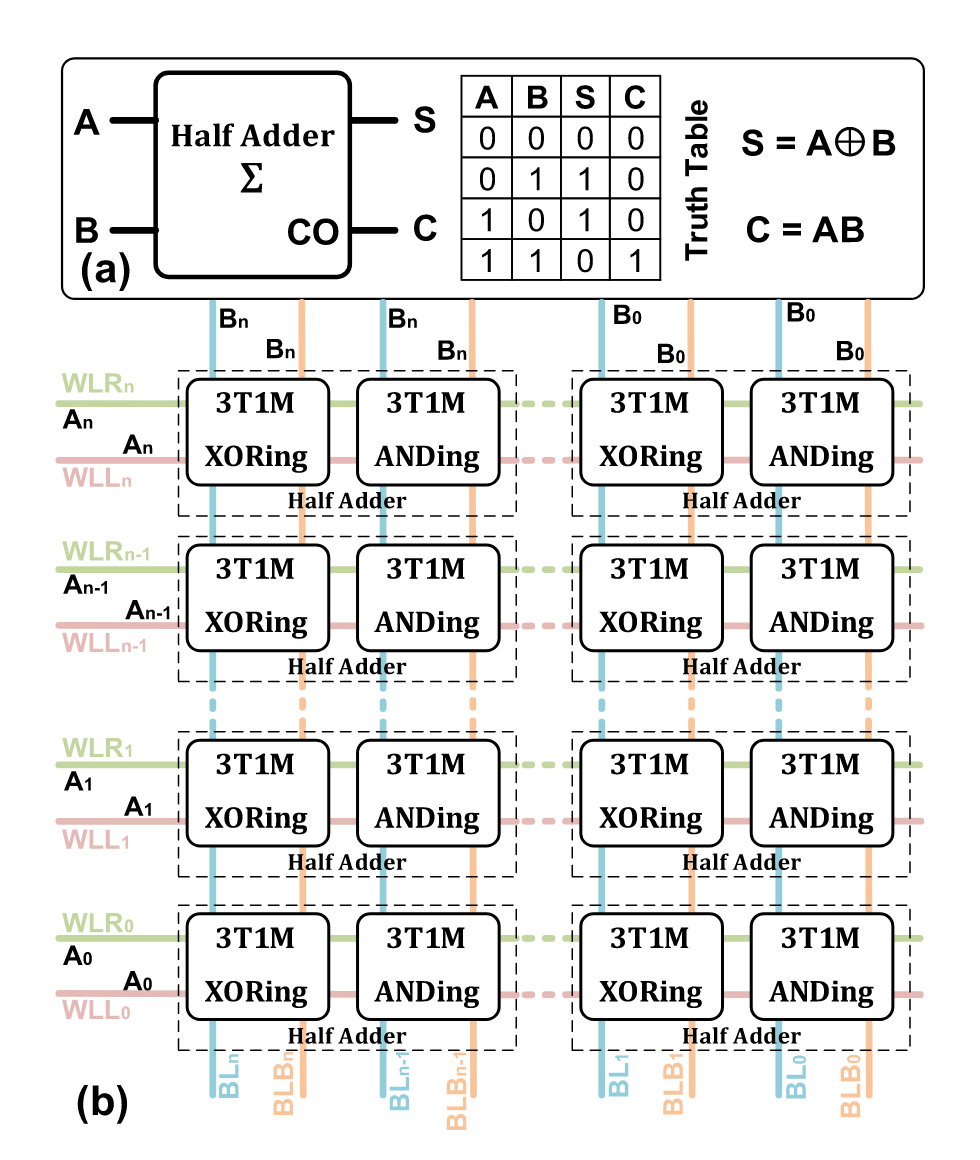 A
Half Adder
Σ
S
B
CO
C
(a)
A B S C
0 0 0 0
0 1 1 0
1 0 1 0
1 1 0 1
Truth Table
S = A⊕B
C = AB
Bn Bn B0 B0
Bn Bn B0 B0
WLRn
An
An
WLLn
3T1M 3T1M 3T1M 3T1M
XORing ANDing XORing ANDing
Half Adder Half Adder
WLRn-1
An-1
An-1
WLLn-1
3T1M 3T1M 3T1M 3T1M
XORing ANDing XORing ANDing
Half Adder Half Adder
WLR1
A1
A1
WLL1
3T1M 3T1M 3T1M 3T1M
XORing ANDing XORing ANDing
Half Adder Half Adder
WLR0
A0
A0
WLL0
3T1M 3T1M 3T1M 3T1M
XORing ANDing XORing ANDing
Half Adder Half Adder
BLn BLBn BLn-1 BLBn-1 BL1 BLB1 BL0 BLB0
(b)